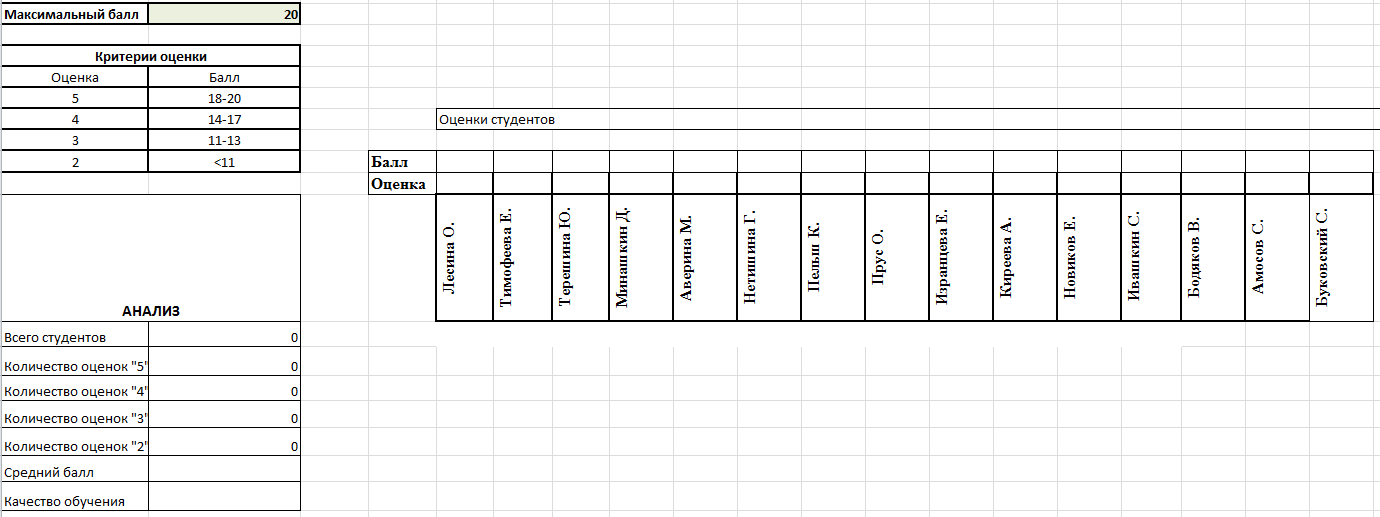 Максимальный балл 20
Критерии оценки
Оценка Балл
5 18-20
4 14-17
3 11-13
2 <11
Оценки студентов
Балл
Оценка
Лесина О.
Тимофеева Е.
Терешина Ю.
Минашкин Д.
Аверина М.
Нетишина Г.
Пельш К.
Прус О.
Изранцева Е.
Киреева А.
Новиков Е.
Ивашкин С.
Бодяков В.
Амосов С.
Буковский С.
АНАЛИЗ
Всего студентов 0
Количество оценок "5" 0
Количество оценок "4" 0
Количество оценок "3" 0
Количество оценок "2" 0
Средний балл
Качество обучения